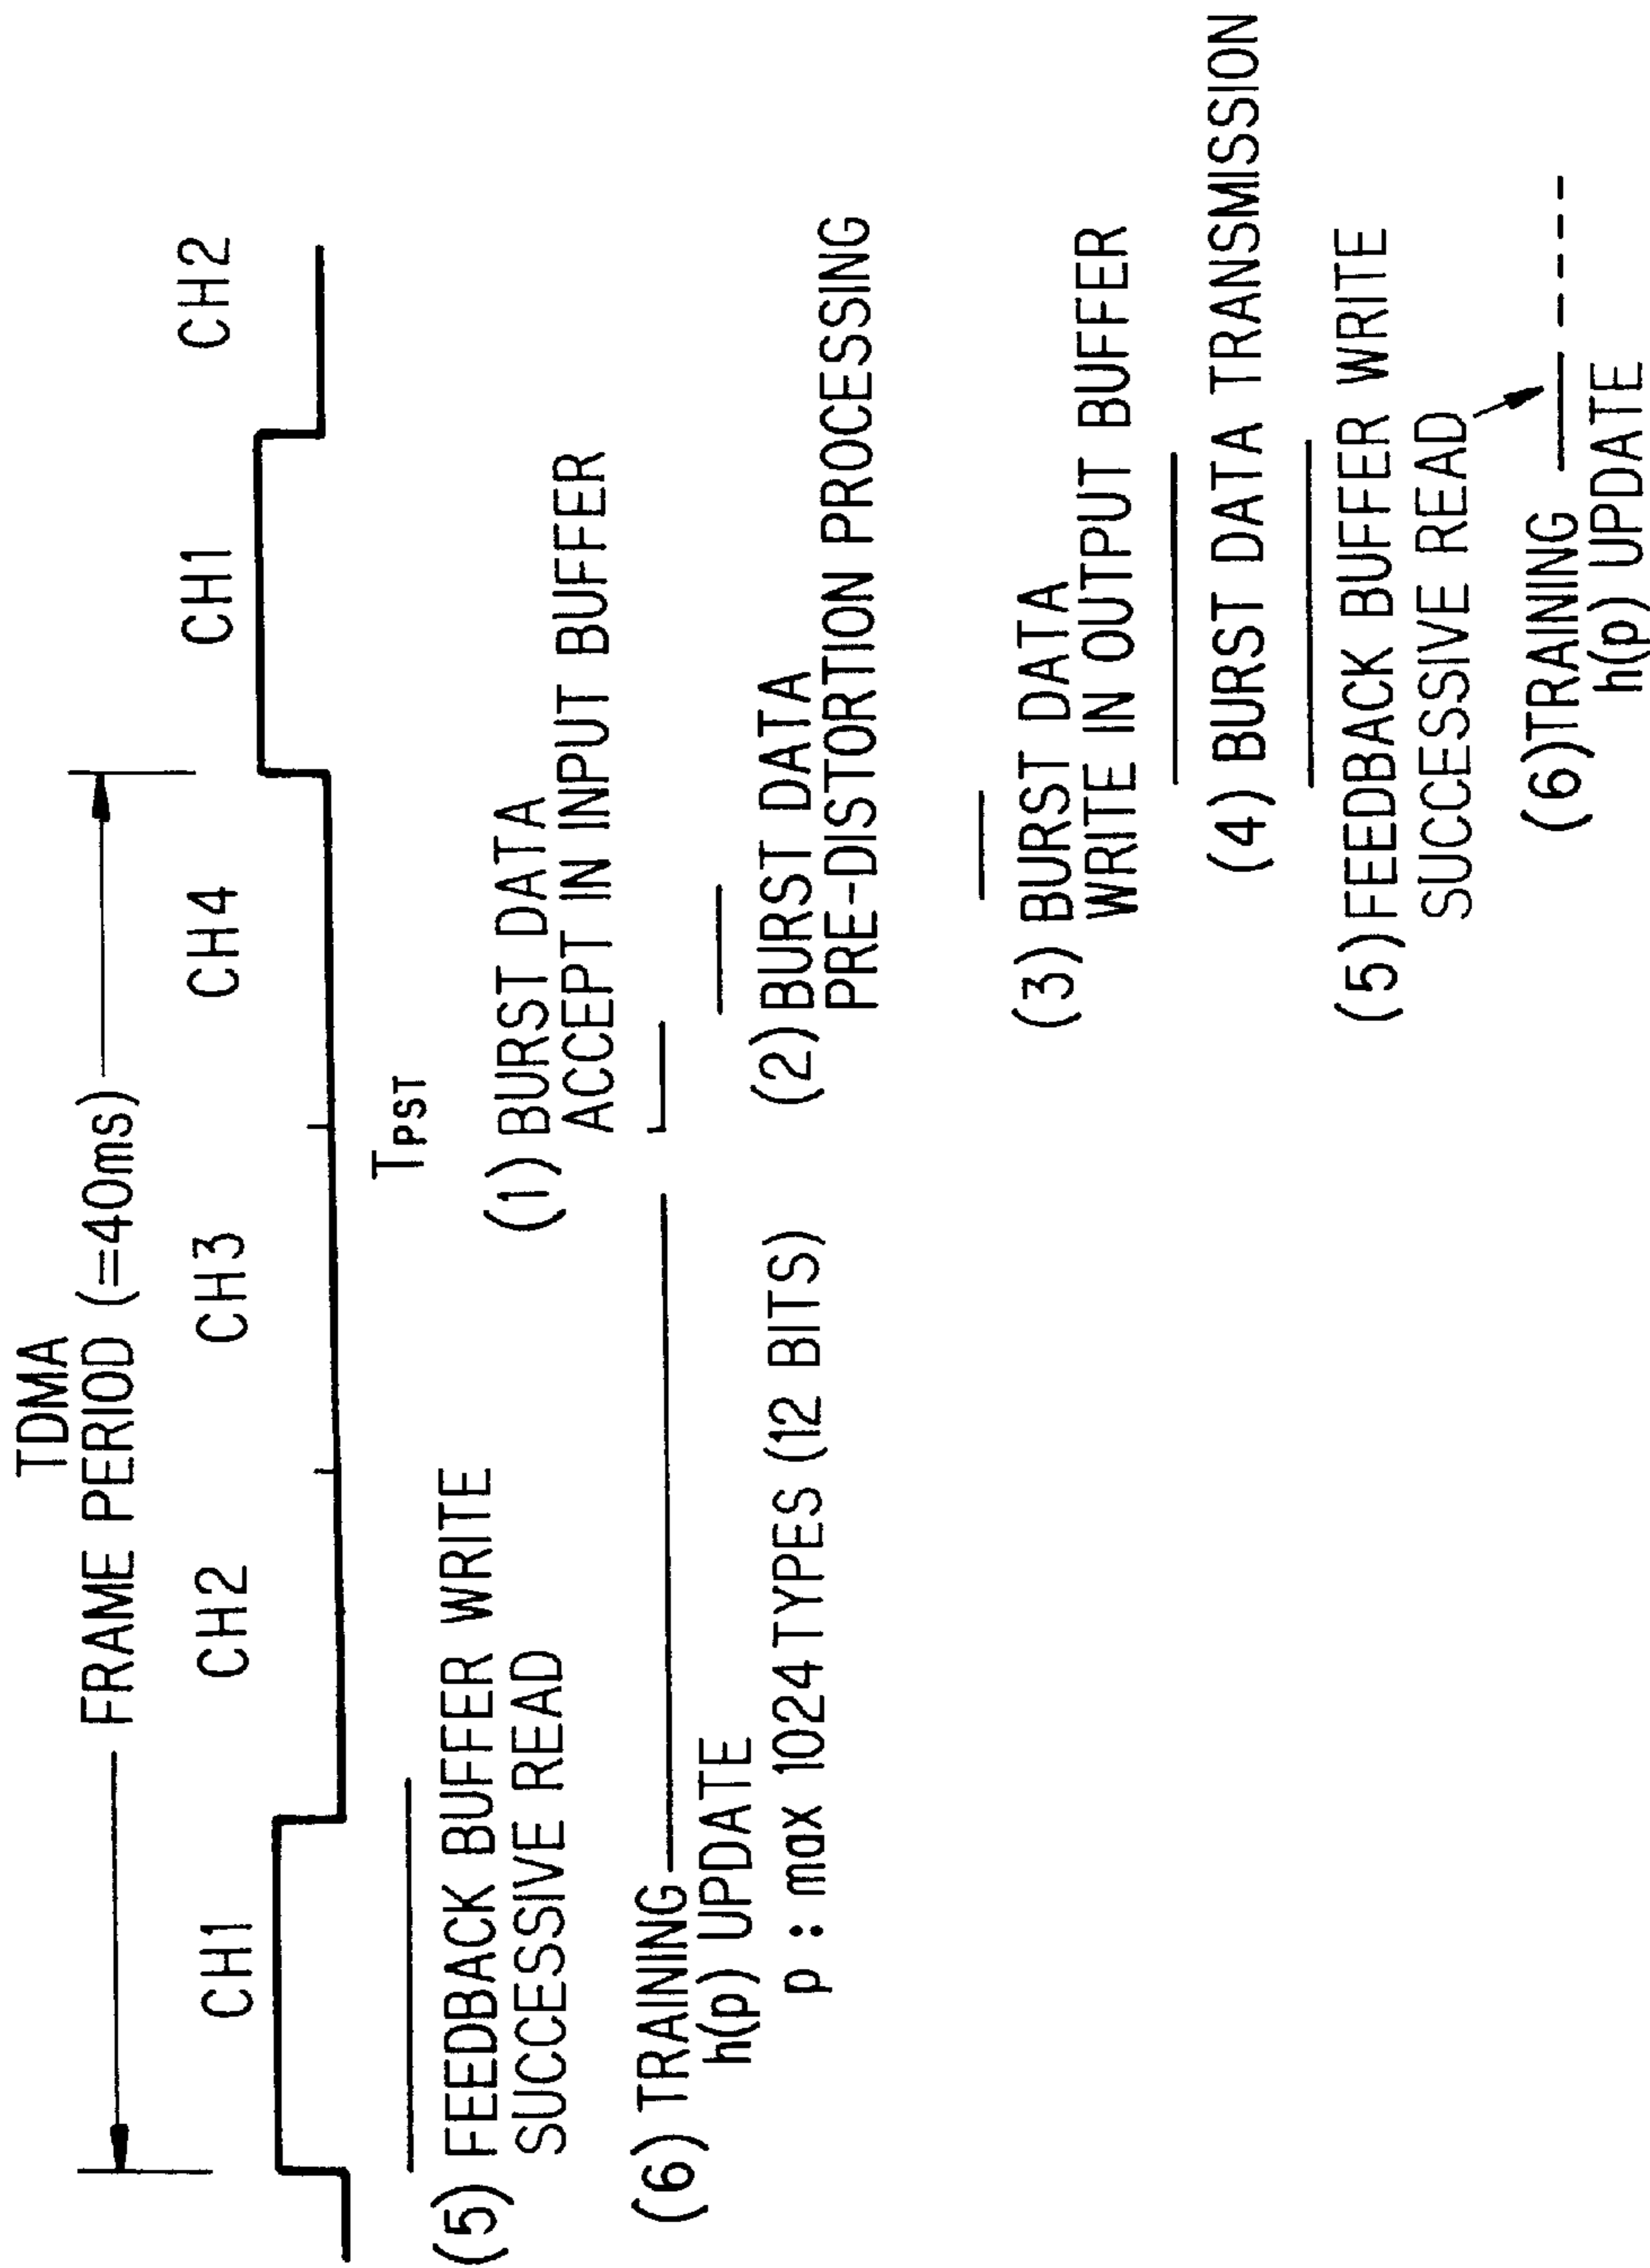 TDMA
FRAME PERIOD (=40ms)
CH1
CH2
CH3
CH4
CH1
CH2
TPST
(5) FEEDBACK BUFFER WRITE
SUCCESSIVE READ
(1) BURST DATA
ACCEPT IN INPUT BUFFER
(6) TRAINING
h(p) UPDATE
p : max 1024 TYPES (12 BITS)
(2) BURST DATA
PRE-DISTORTION PROCESSING
(3) BURST DATA
WRITE IN OUTPUT BUFFER
(4) BURST DATA TRANSMISSION
(5) FEEDBACK BUFFER WRITE
SUCCESSIVE READ
(6) TRAINING
h(p) UPDATE